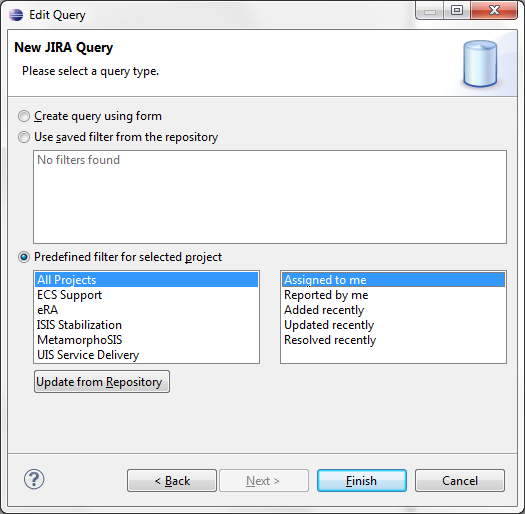 Edit Query
New JIRA Query
Please select a query type.
Create query using form
Use saved filter from the repository
No filters found
Predefined filter for selected project
All Projects
ECS Support
eRA
ISIS Stabilization
MetamorphoSIS
UIS Service Delivery
Assigned to me
Reported by me
Added recently
Updated recently
Resolved recently
Update from Repository
? < Back Next > Finish Cancel